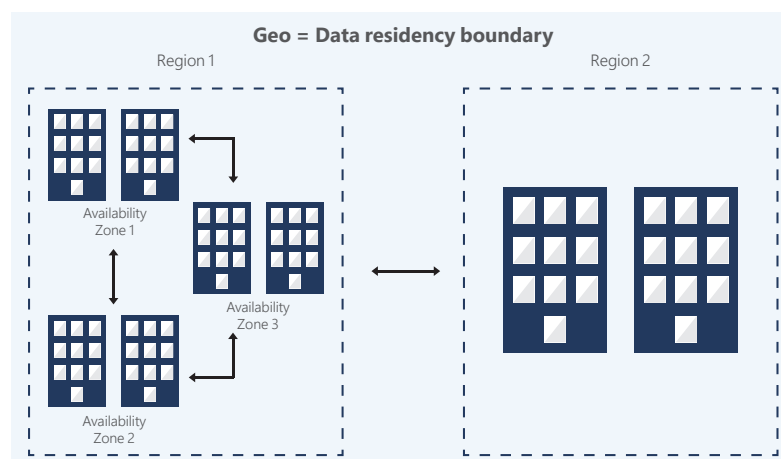 Geo = Data residency boundary
Region 1
Region 2
Availability
Zone 1
Availability
Zone 3
Availability
Zone 2